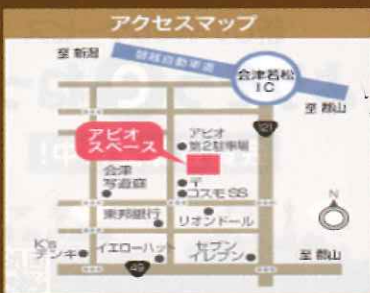 アクセスマップ
至 新潟
磐越自動車道
会津若松
IC
至 郡山
121
アピオ
スペース
アピオ
第2駐車場
会津
写遊庭
〒
コスモSS
N
東邦銀行
リオンドール
K's
デンキ
イエローハット
セブン
イレブン
至 郡山
49